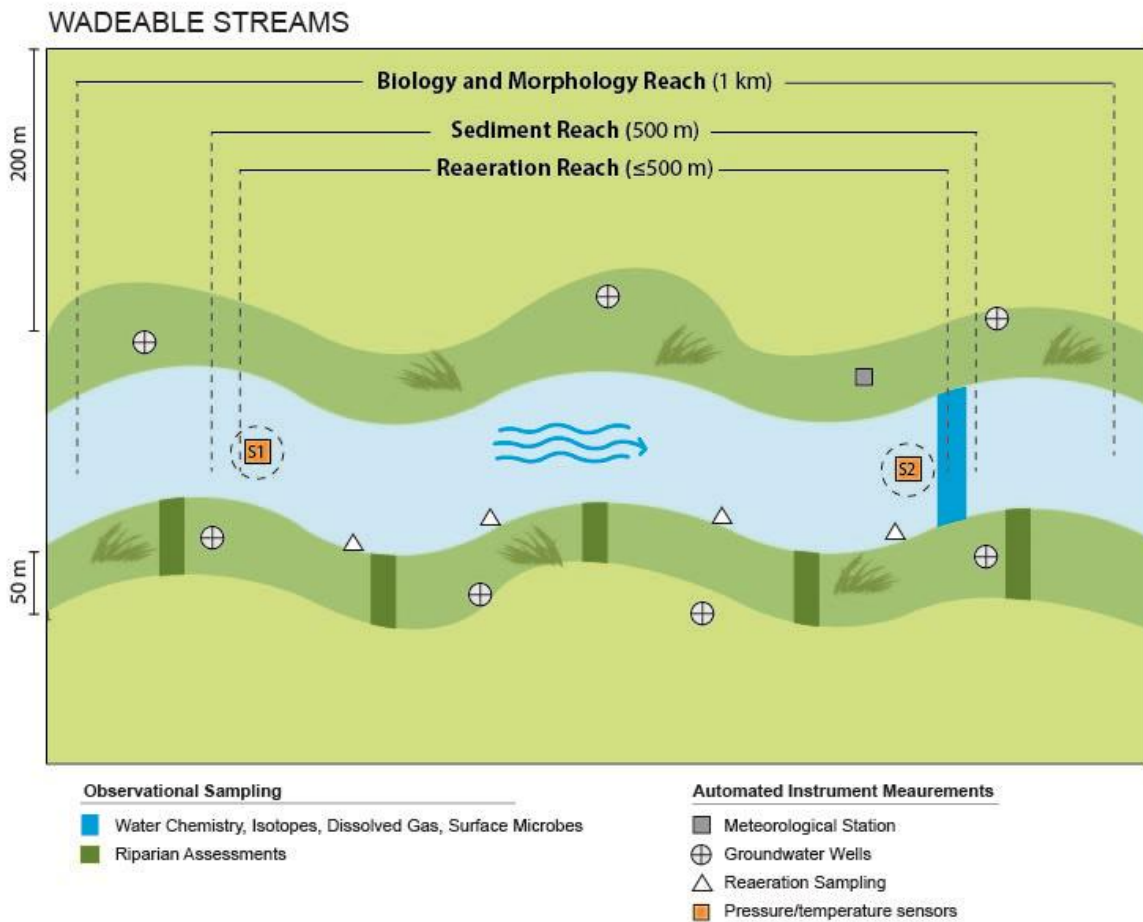 WADEABLE STREAMS
Biology and Morphology Reach (1 km)
Sediment Reach (500 m)
Reaeration Reach (≤500 m)
200 m
S1
S2
50 m
Observational Sampling
Water Chemistry, Isotopes, Dissolved Gas, Surface Microbes
Riparian Assessments
Automated Instrument Meaurements
Meteorological Station
Groundwater Wells
Reaeration Sampling
Pressure/temperature sensors